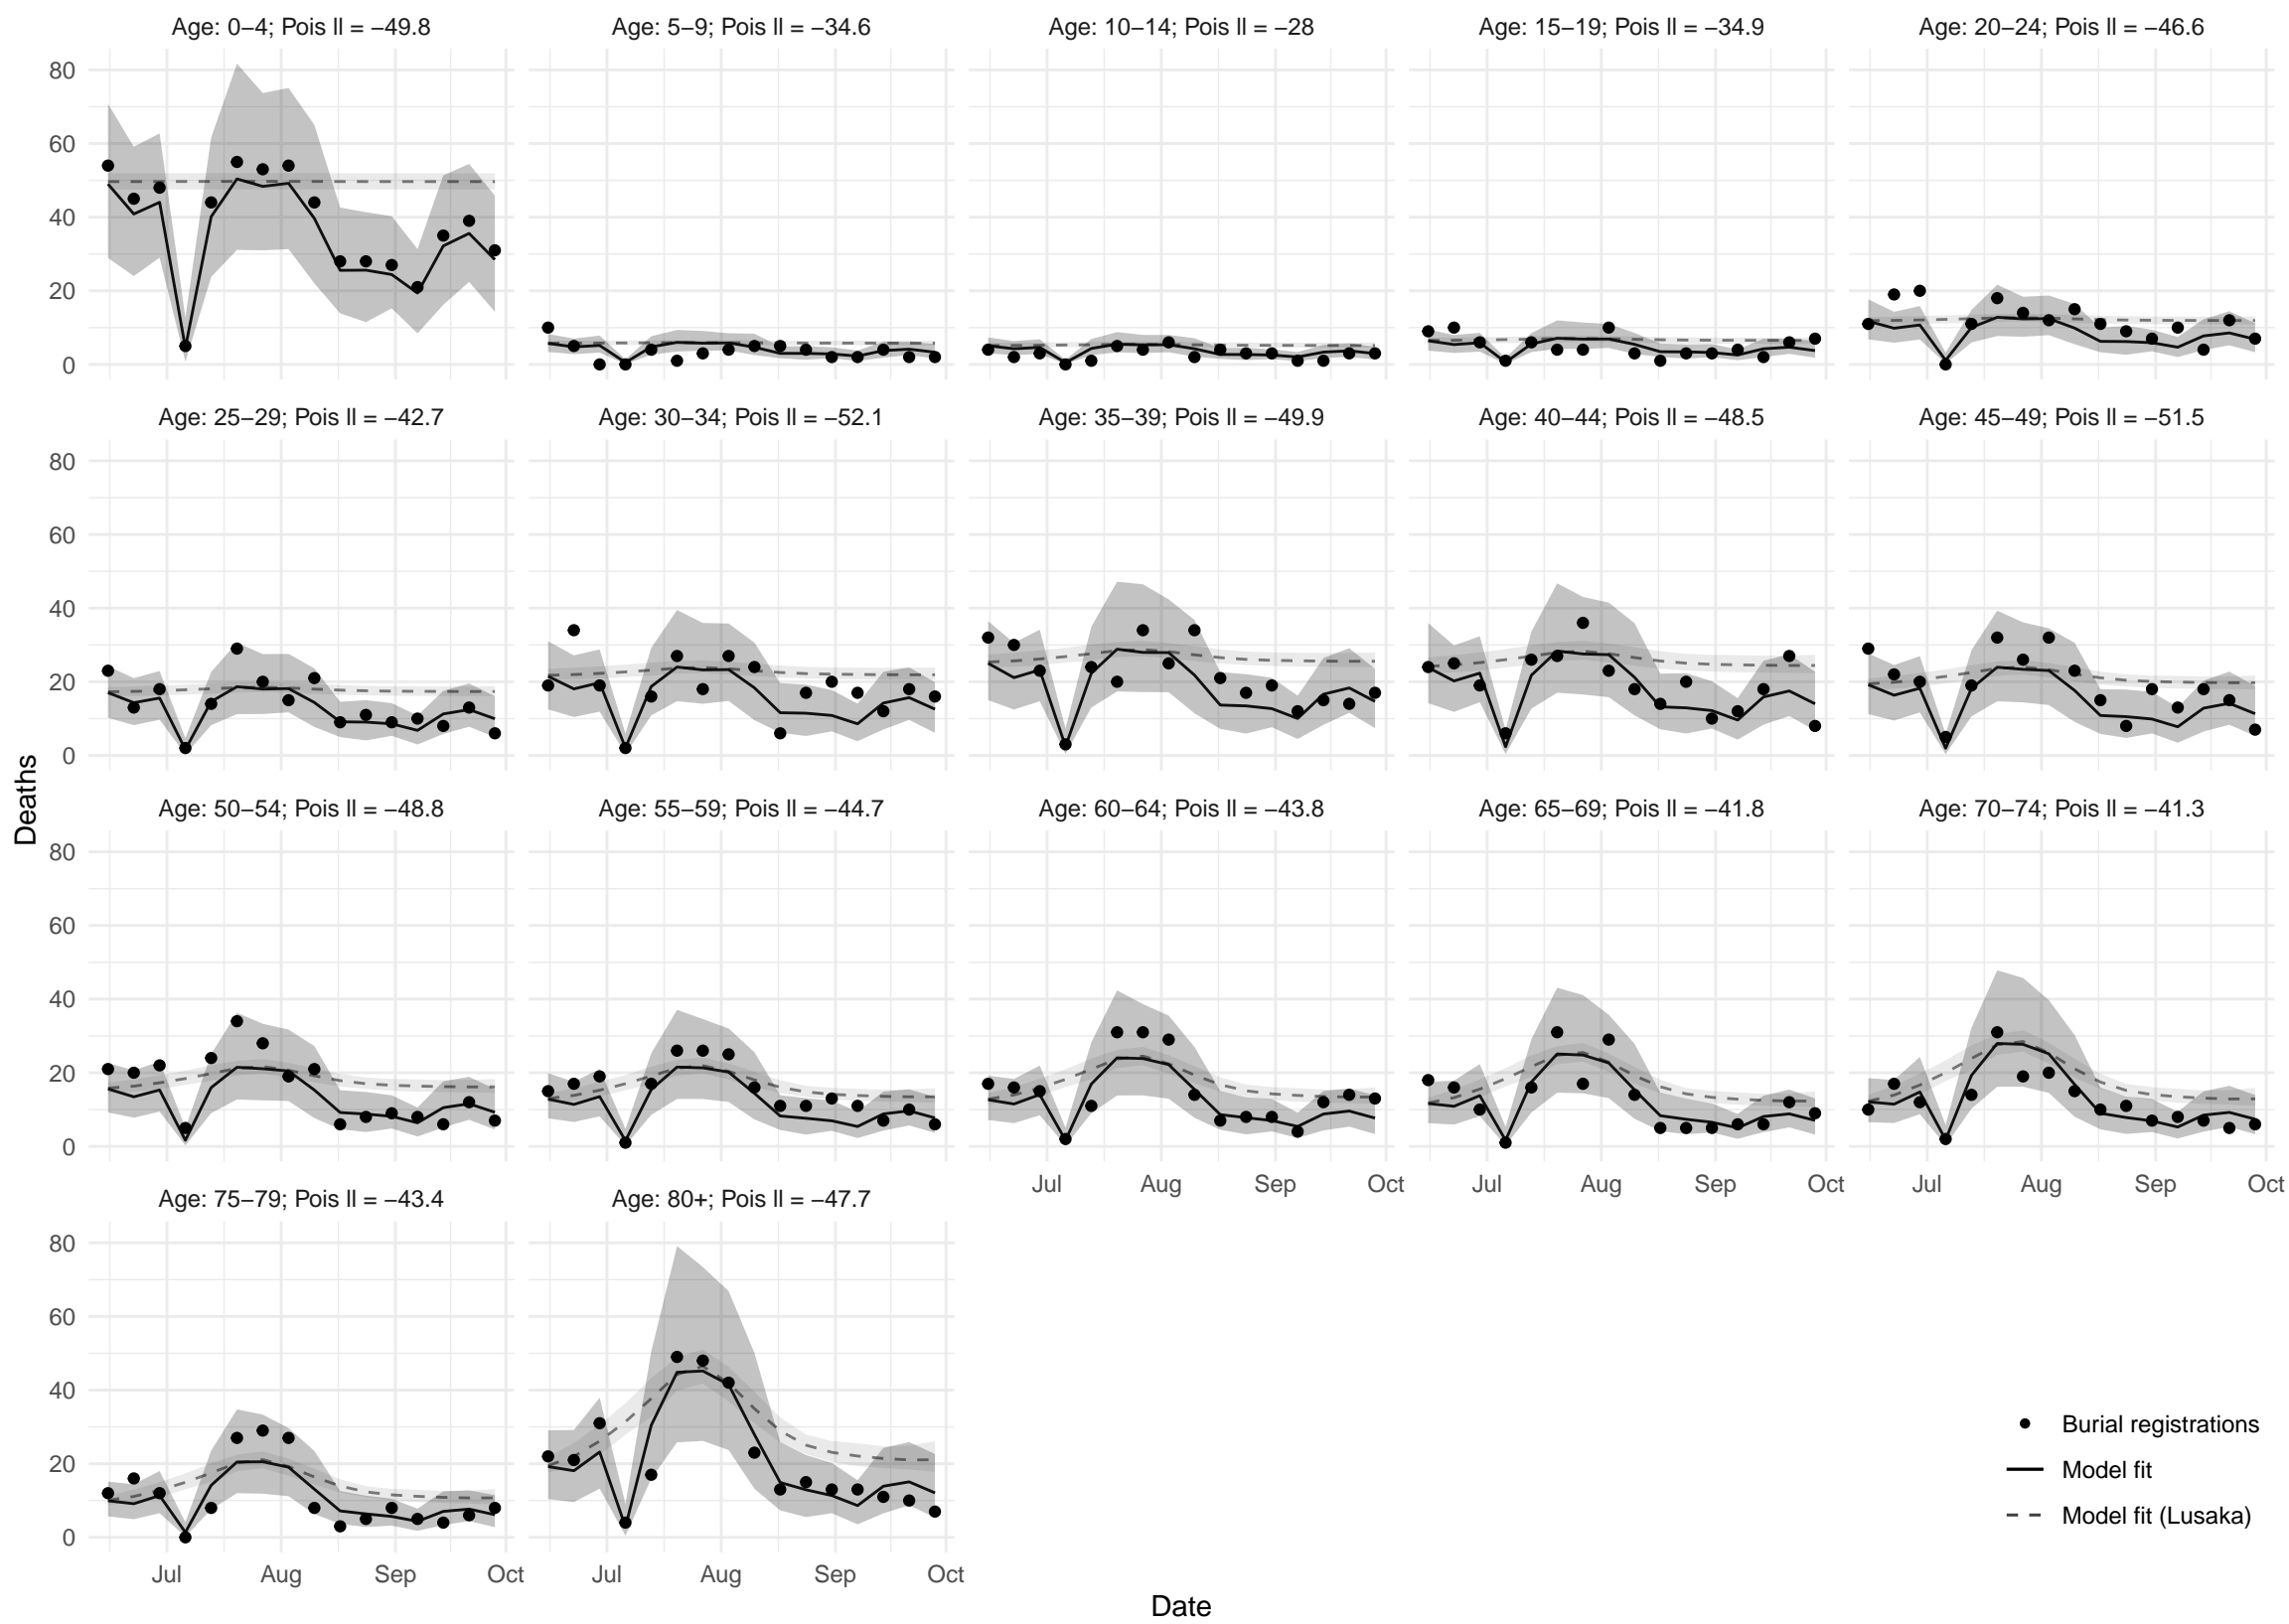 Age: 0−4; Pois ll = −49.8
Age: 5−9; Pois ll = −34.6
Age: 10−14; Pois ll = −28
Age: 15−19; Pois ll = −34.9
Age: 20−24; Pois ll = −46.6
80
60
40
20
0
Age: 25−29; Pois ll = −42.7
Age: 30−34; Pois ll = −52.1
Age: 35−39; Pois ll = −49.9
Age: 40−44; Pois ll = −48.5
Age: 45−49; Pois ll = −51.5
80
60
40
20
0
Deaths
Age: 50−54; Pois ll = −48.8
Age: 55−59; Pois ll = −44.7
Age: 60−64; Pois ll = −43.8
Age: 65−69; Pois ll = −41.8
Age: 70−74; Pois ll = −41.3
80
60
40
20
0
Jul Aug Sep Oct
Jul Aug Sep Oct
Jul Aug Sep Oct
Age: 75−79; Pois ll = −43.4
Age: 80+; Pois ll = −47.7
80
60
40
20
0
Jul Aug Sep Oct
Jul Aug Sep Oct
Burial registrations
Model fit
Model fit (Lusaka)
Date